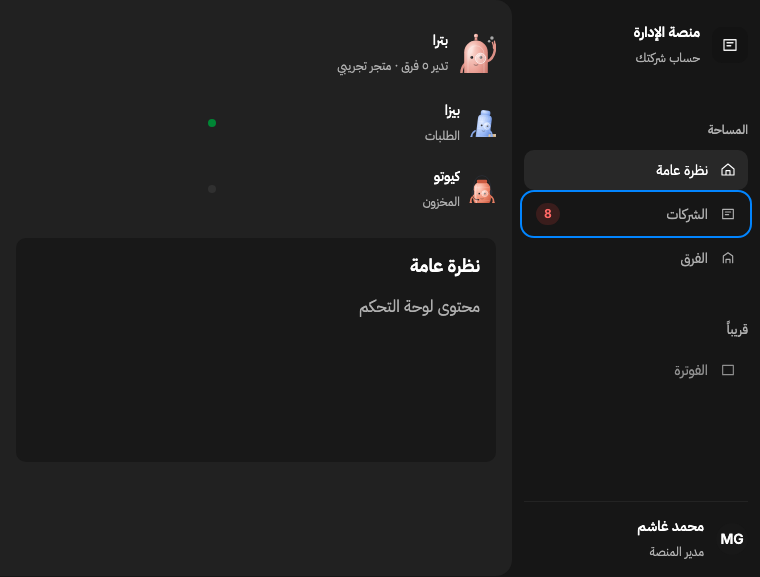 منصة الإدارة
حساب شركتك
المساحة
نظرة عامة
الشركات
8
الفرق
قريباً
الفوترة
محمد غاشم
مدير المنصة
MG
بترا
تدير ٥ فرق · متجر تجريبي
بيزا
الطلبات
كيوتو
المخزون
نظرة عامة
محتوى لوحة التحكم